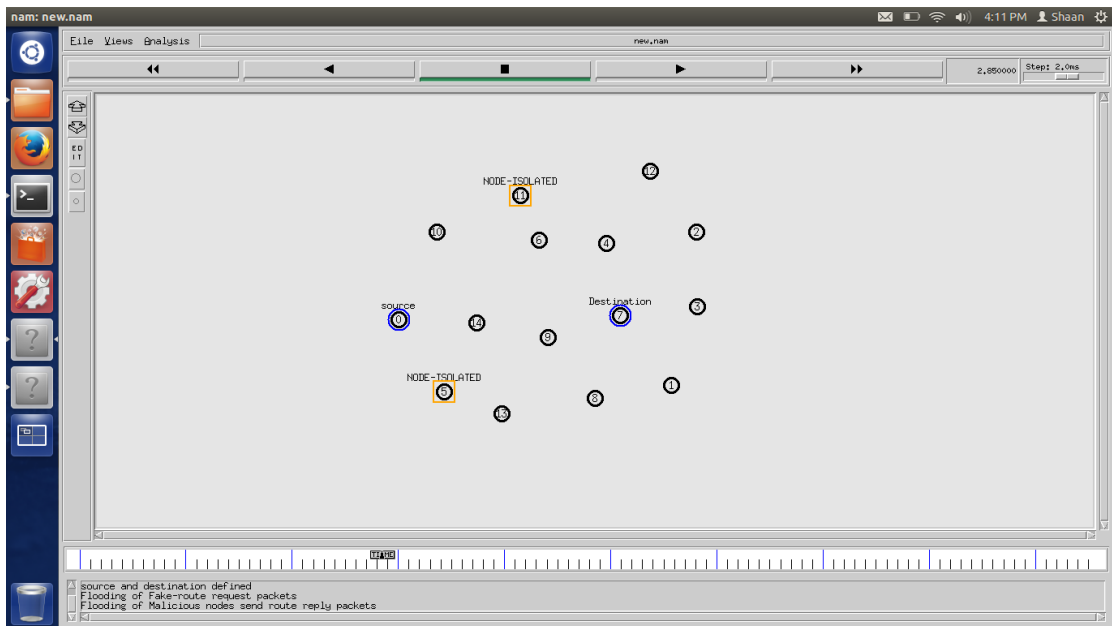 nam: new.nam
4:11 PM Shaan
File Views Analysis
new.nam
2.850000
Step: 2.0ms
ED
IT
12
NODE-ISOLATED
11
10
6
4
2
source
0
14
9
Destination
7
3
NODE-ISOLATED
5
13
8
1
TIME
source and destination defined
Flooding of Fake-route request packets
Flooding of Malicious nodes send route reply packets